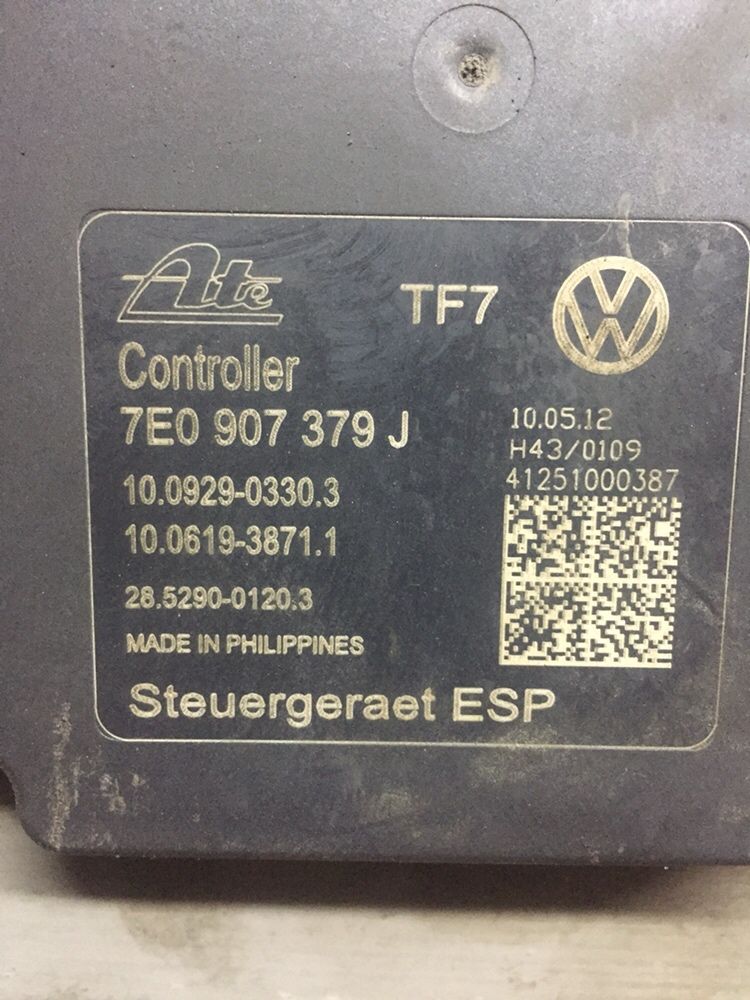 Ate
TF7
Controller
7E0 907 379 J
10.0929-0330.3
10.0619-3871.1
28.5290-0120.3
MADE IN PHILIPPINES
Steuergeraet ESP
10.05.12
H43/0109
41251000387